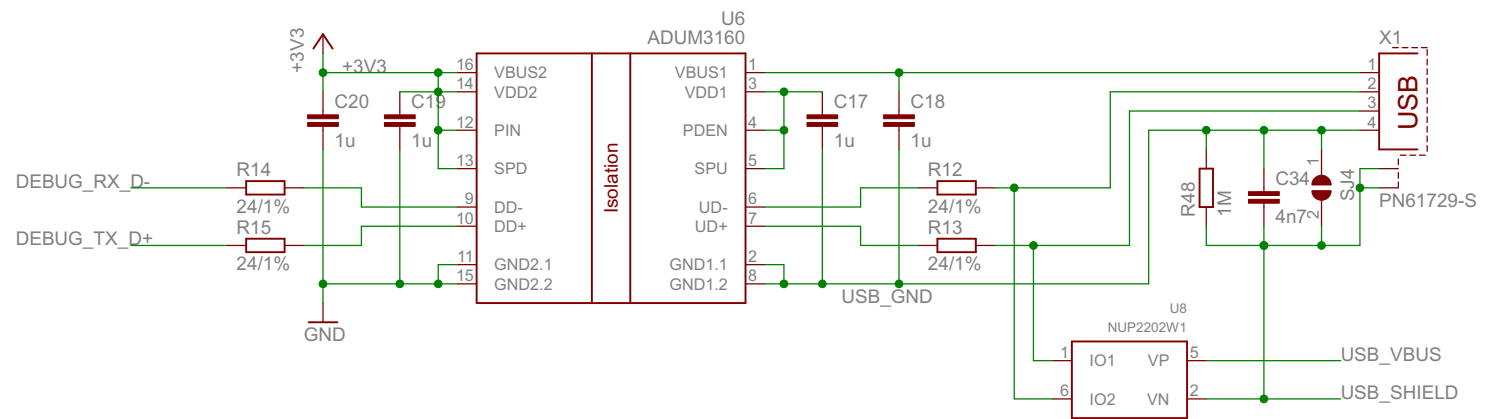 U6
ADUM3160
X1
+3V3
+3V3
16 VBUS2
14 VDD2
12 PIN
13 SPD
9 DD-
10 DD+
11 GND2.1
15 GND2.2
Isolation
VBUS1 1
VDD1 3
PDEN 4
SPU 5
UD- 6
UD+ 7
GND1.1 2
GND1.2 8
C20
1u
C19
1u
C17
1u
C18
1u
1
2
3
4
USB
PN61729-S
DEBUG_RX_D-
R14
24/1%
DEBUG_TX_D+
R15
24/1%
R12
24/1%
R13
24/1%
R48
1M
C34
4n7
1
SJ4
2
USB_GND
GND
U8
NUP2202W1
1 IO1 VP 5
USB_VBUS
6 IO2 VN 2
USB_SHIELD